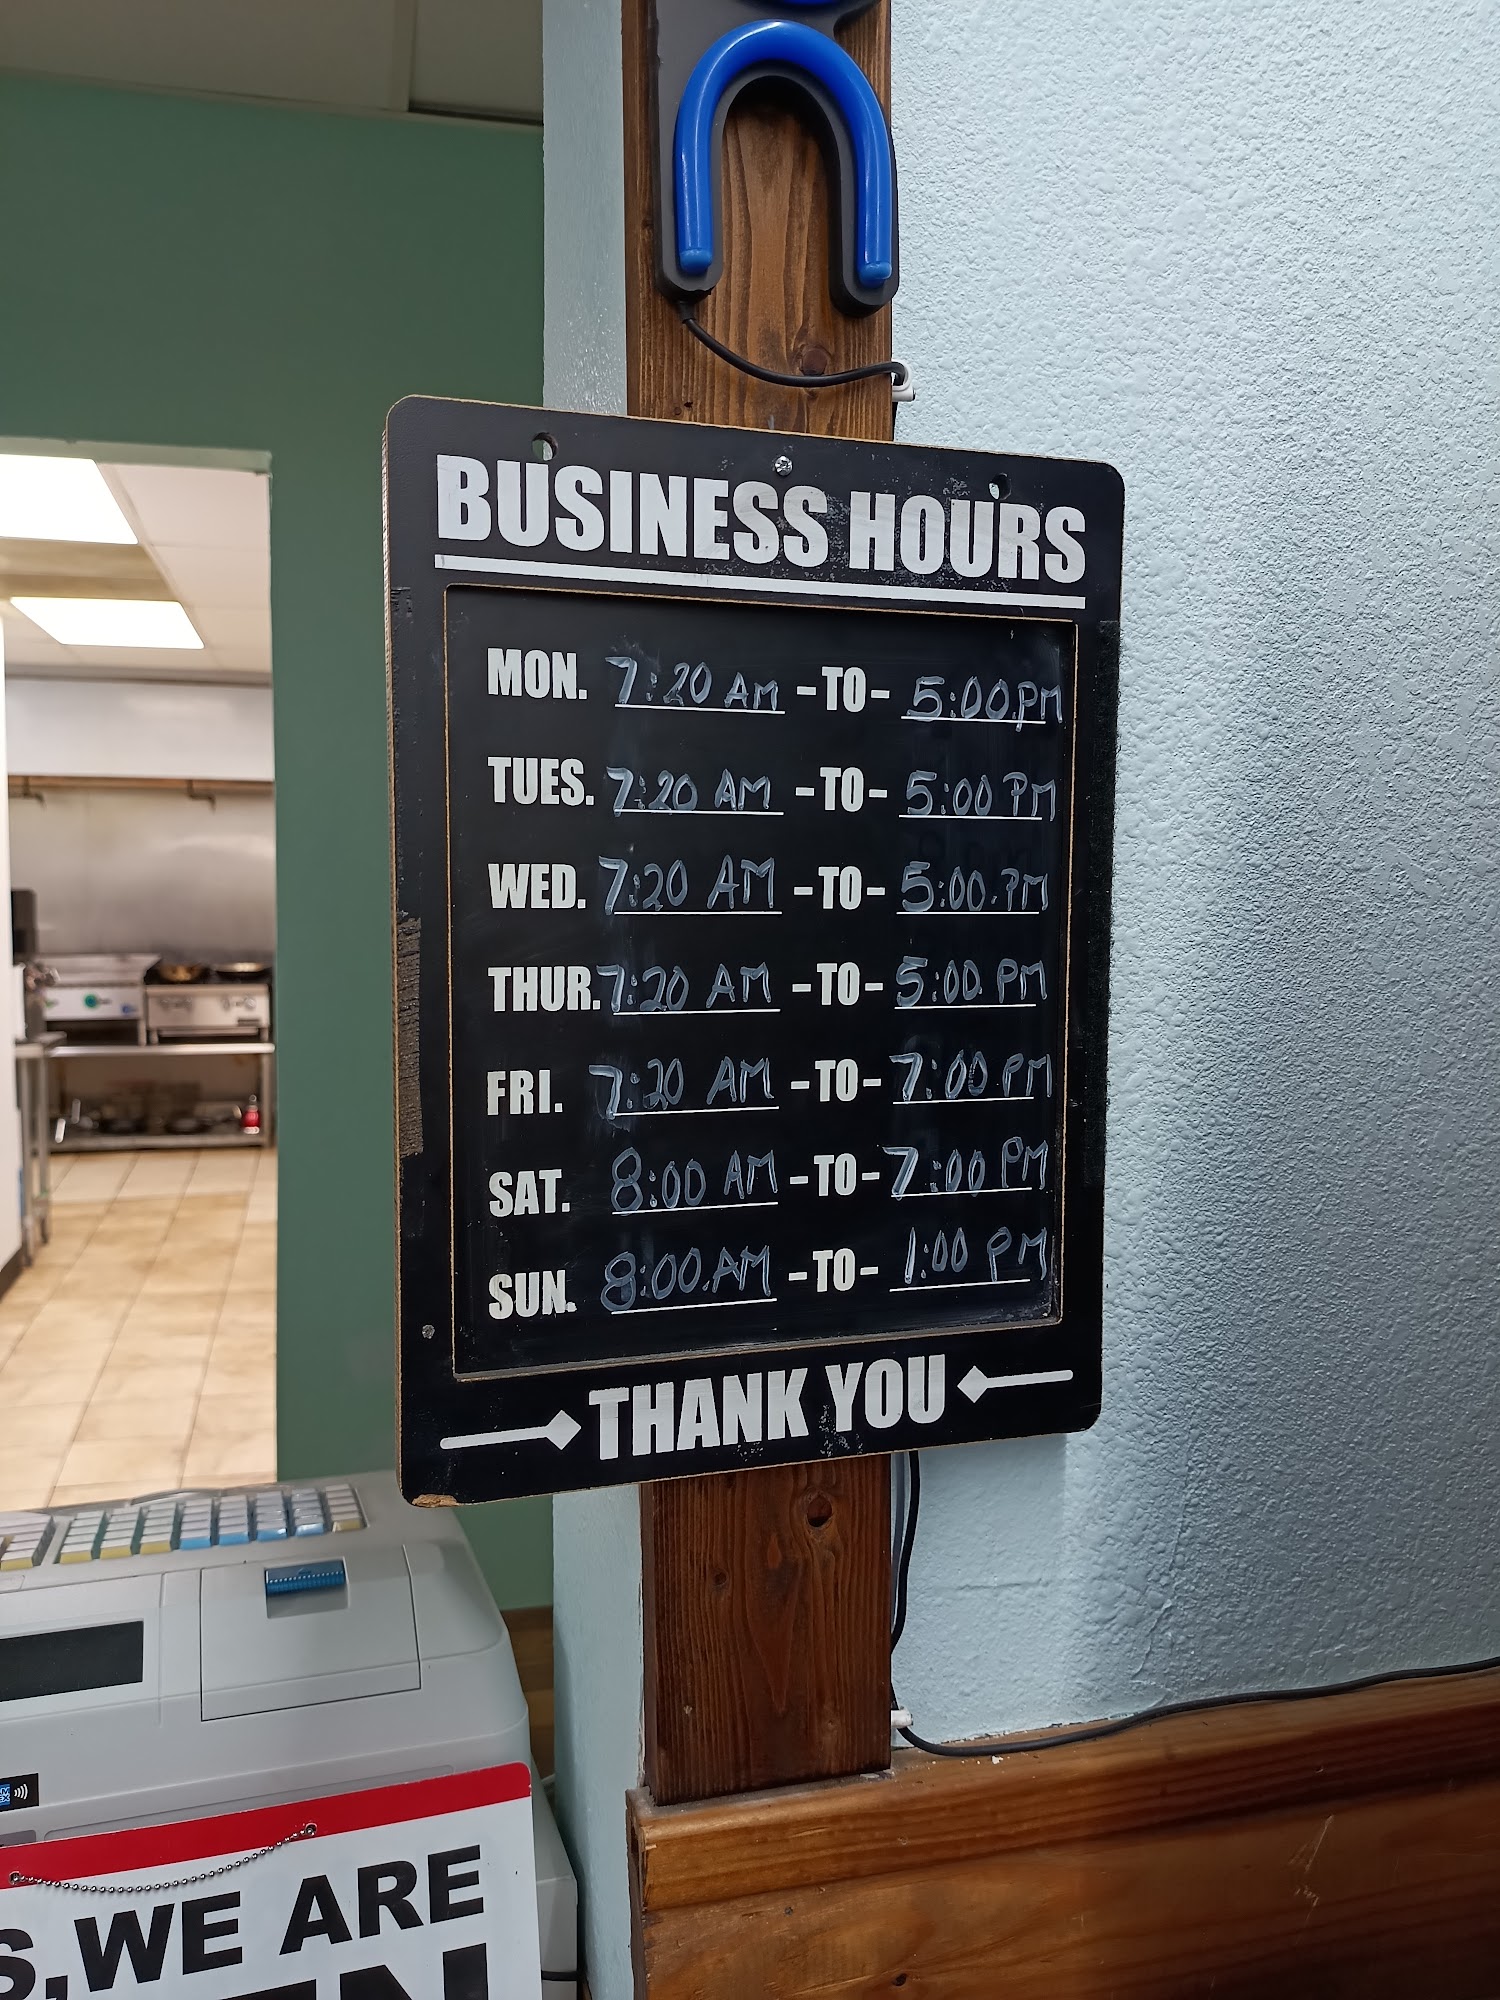 BUSINESS HOURS
MON. 7:20 AM -TO- 5:00 PM
TUES. 7:20 AM -TO- 5:00 PM
WED. 7:20 AM -TO- 5:00 PM
THUR. 7:20 AM -TO- 5:00 PM
FRI. 7:20 AM -TO- 7:00 PM
SAT. 8:00 AM -TO- 7:00 PM
SUN. 8:00 AM -TO- 1:00 PM
THANK YOU
S, WE ARE